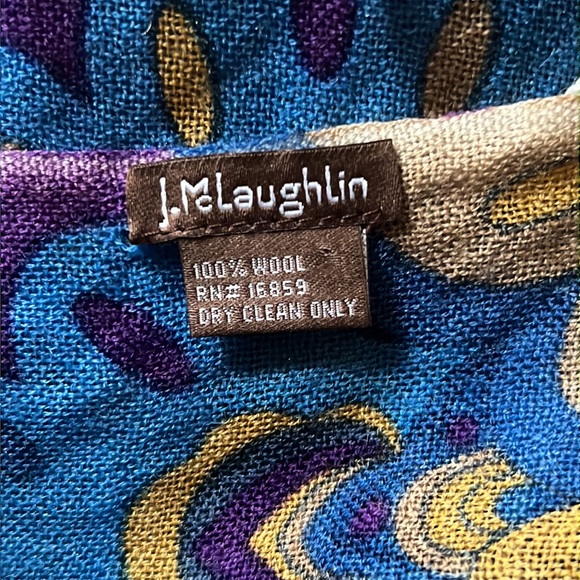 J.McLaughlin
100% WOOL
RN# 16859
DRY CLEAN ONLY